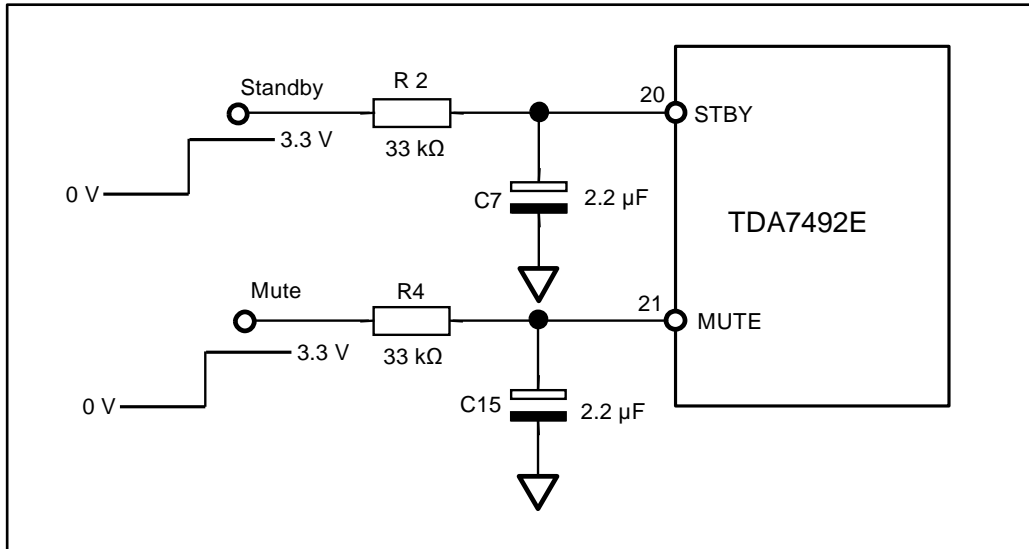 Standby
R 2
3.3 V
33 kΩ
0 V
20
STBY
C7
2.2 µF
TDA7492E
Mute
R4
3.3 V
33 kΩ
0 V
21
MUTE
C15
2.2 µF